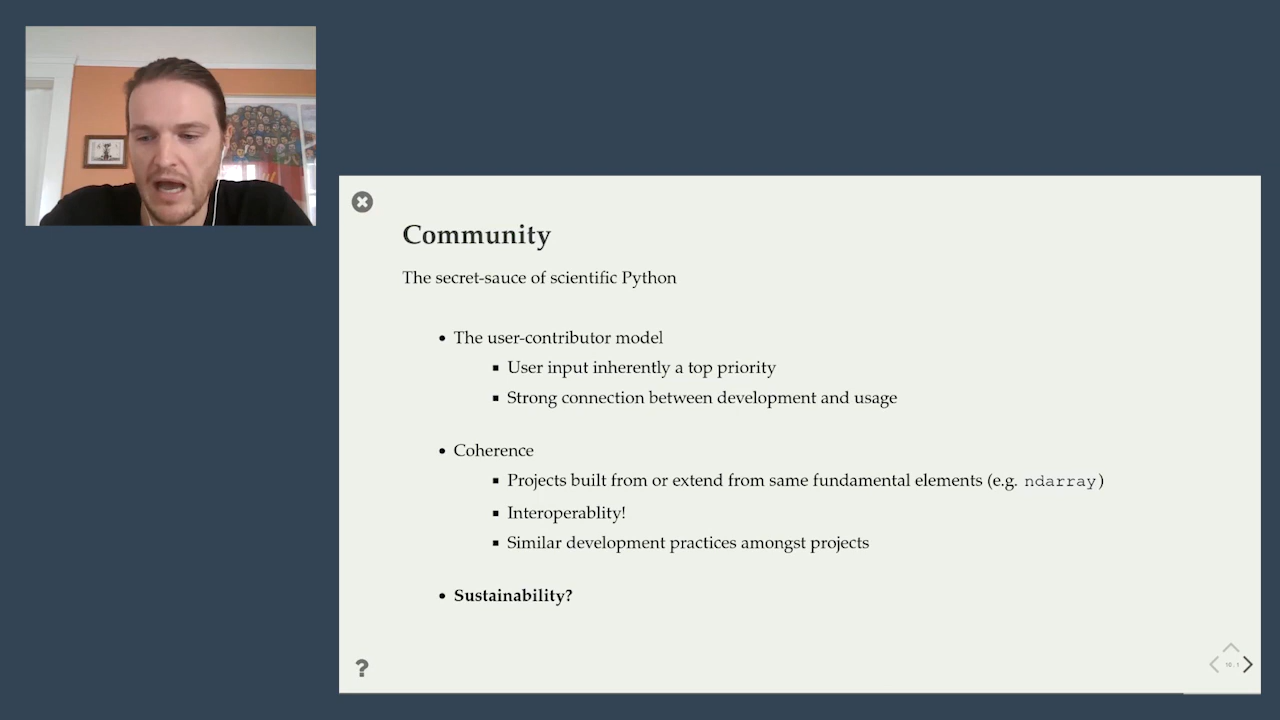 Community
The secret-sauce of scientific Python
• The user-contributor model
▪ User input inherently a top priority
▪ Strong connection between development and usage
• Coherence
▪ Projects built from or extend from same fundamental elements (e.g. ndarray)
▪ Interoperablity!
▪ Similar development practices amongst projects
• Sustainability?
?
10.1